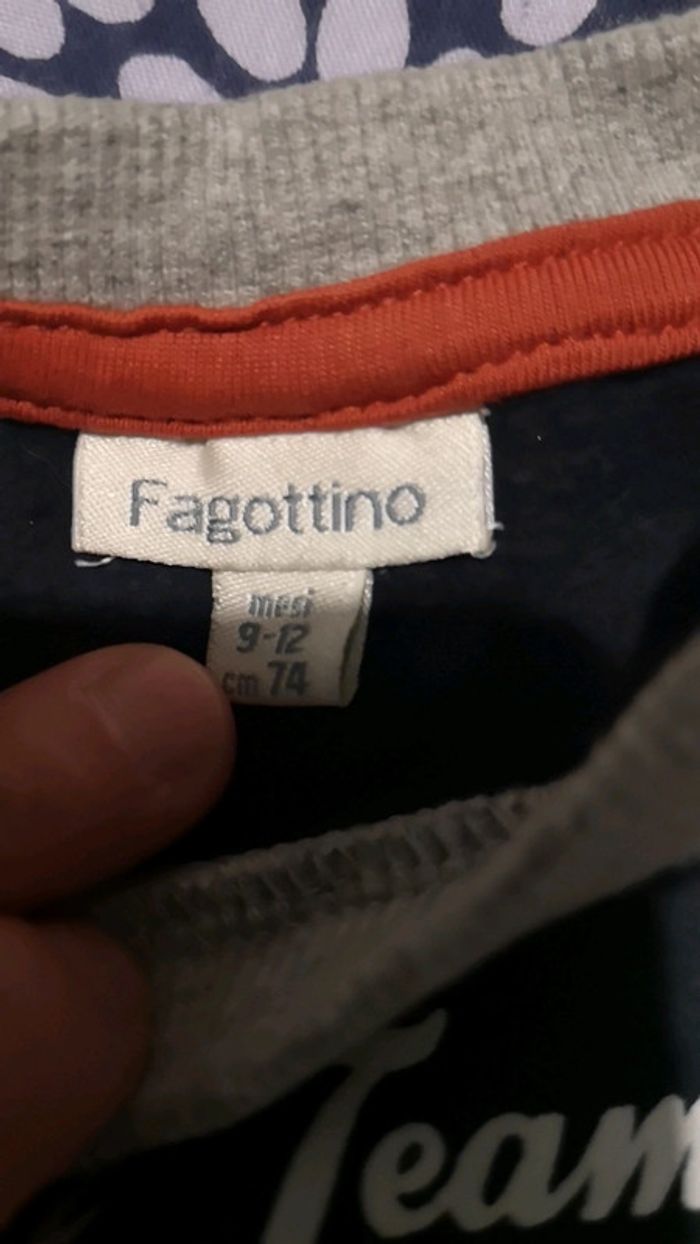 Fagottino
mesi
9-12
cm 74
Team